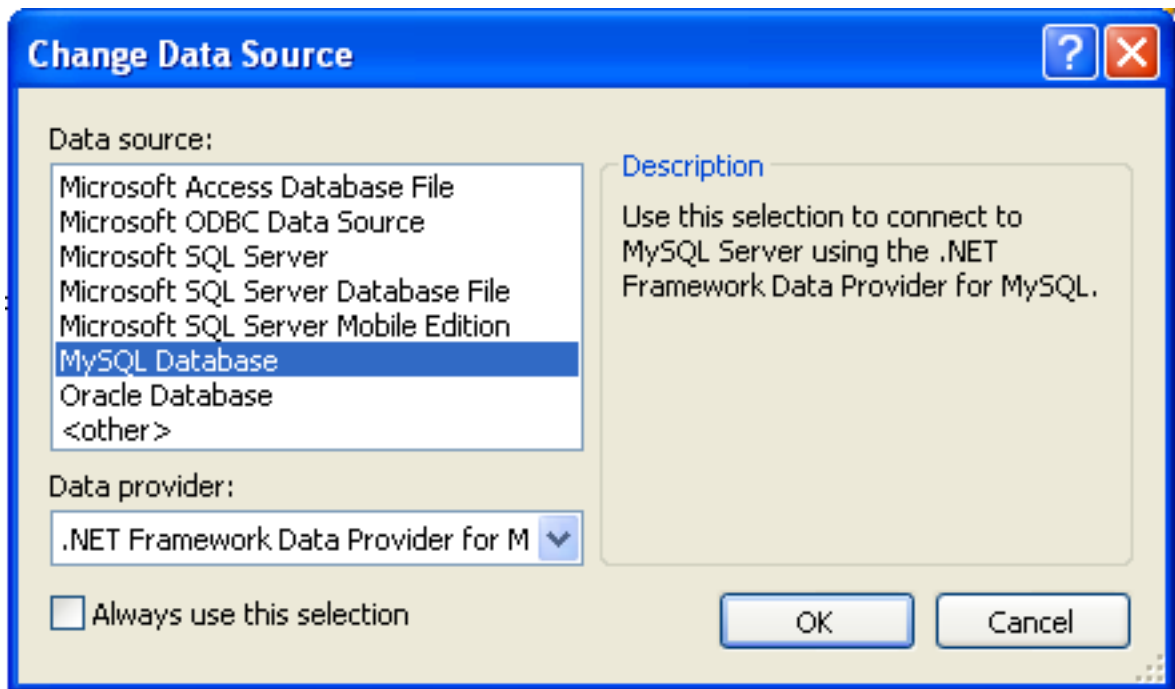 Change Data Source
Data source:
Microsoft Access Database File
Microsoft ODBC Data Source
Microsoft SQL Server
Microsoft SQL Server Database File
Microsoft SQL Server Mobile Edition
MySQL Database
Oracle Database
<other>
Description
Use this selection to connect to
MySQL Server using the .NET
Framework Data Provider for MySQL.
Data provider:
.NET Framework Data Provider for M
Always use this selection
OK
Cancel